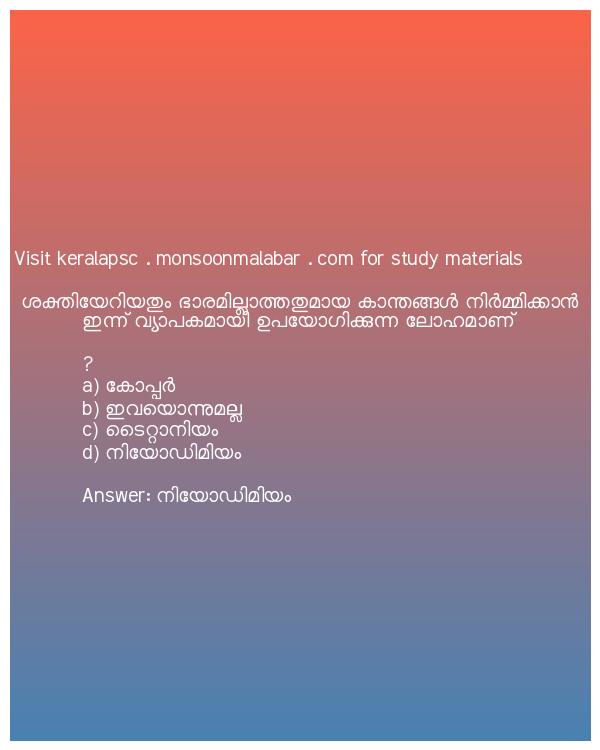 Visit keralapsc . monsoonmalabar . com for study materials
ശക്തിയേറിയതും ഭാരമില്ലാത്തതുമായ കാന്തങ്ങൾ നിർമ്മിക്കാൻ
ഇന്ന് വ്യാപകമായി ഉപയോഗിക്കുന്ന ലോഹമാണ്
?
a) കോപ്പർ
b) ഇവയൊന്നുമല്ല
c) ടൈറ്റാനിയം
d) നിയോഡിമിയം
Answer: നിയോഡിമിയം